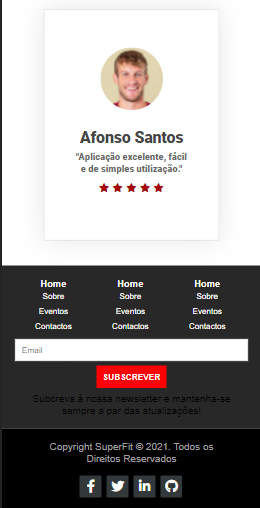 Afonso Santos
"Aplicação excelente, fácil
e de simples utilização."
Home Home Home
Sobre Sobre Sobre
Eventos Eventos Eventos
Contactos Contactos Contactos
Email
SUBSCREVER
Subcreva à nossa newsletter e mantenha-se
sempre a par das atualizações!
Copyright SuperFit © 2021. Todos os
Direitos Reservados